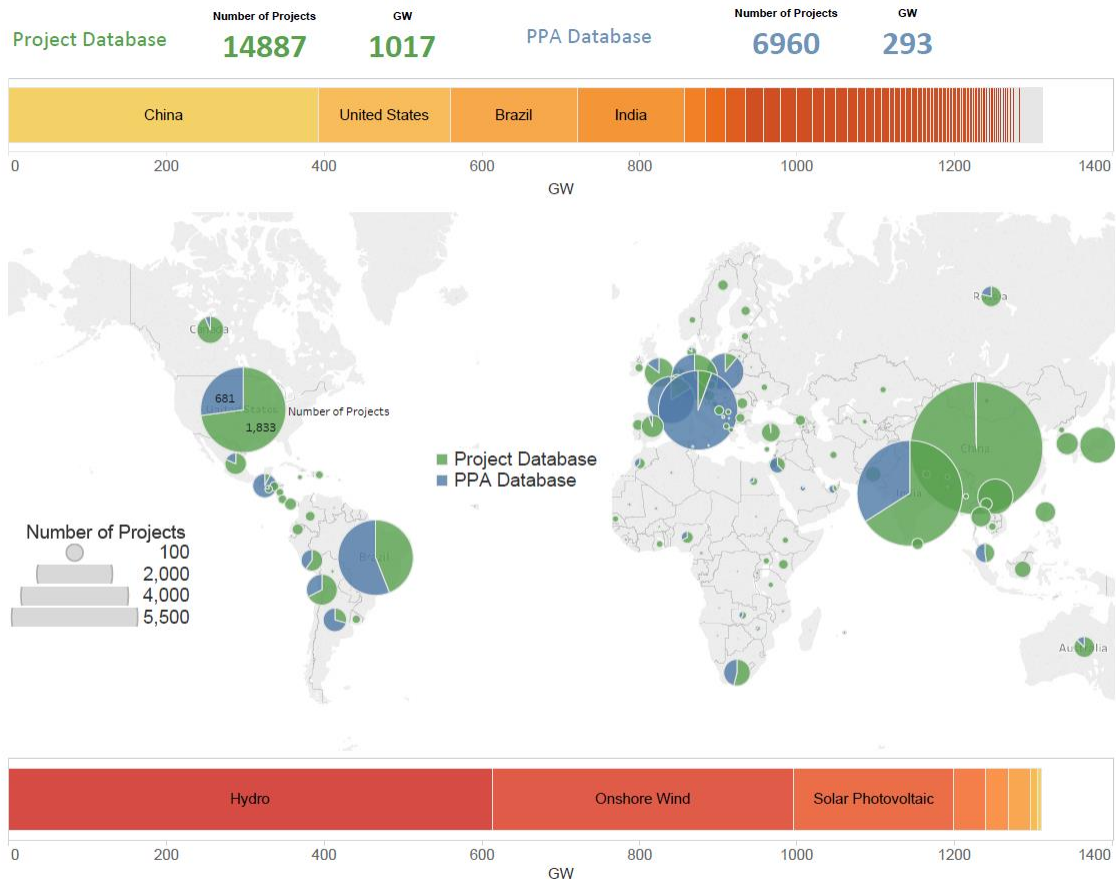 Number of Projects GW Number of Projects GW
Project Database 14887 1017 PPA Database 6960 293
China United States Brazil India
0 200 400 600 800 1000 1200 1400
GW
Russia
Canada
681
United States Number of Projects
1,833
China
Project Database
PPA Database
India
Number of Projects
100
2,000
4,000
5,500
Brazil
Australia
Hydro Onshore Wind Solar Photovoltaic
0 200 400 600 800 1000 1200 1400
GW